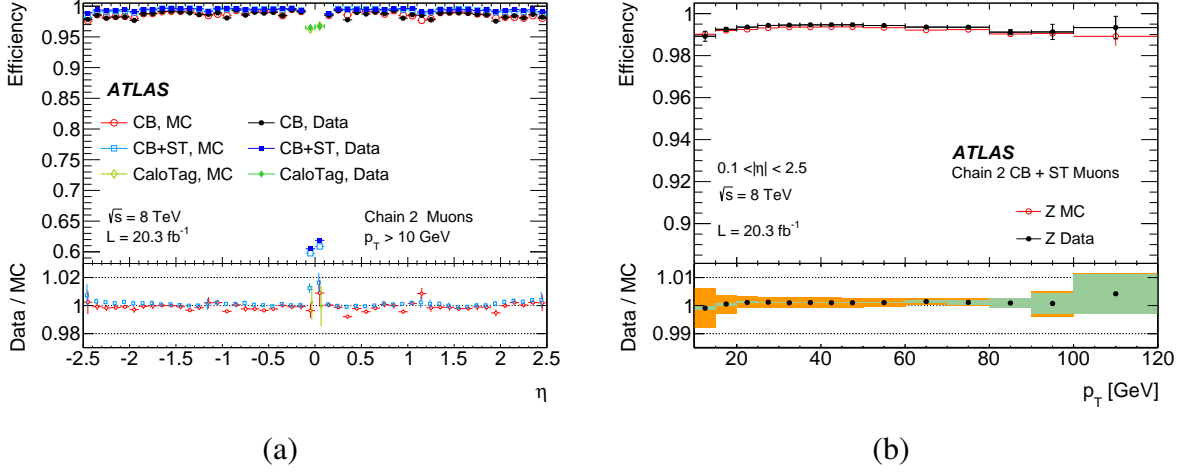 Efficiency
1
0.95
0.9
0.85
0.8
0.75
0.7
0.65
0.6
ATLAS
CB, MC
CB, Data
CB+ST, MC
CB+ST, Data
CaloTag, MC
CaloTag, Data
√s = 8 TeV
L = 20.3 fb⁻¹
Chain 2 Muons
p_T > 10 GeV
Data / MC
1.02
1
0.98
-2.5 -2 -1.5 -1 -0.5 0 0.5 1 1.5 2 2.5
η
(a)
Efficiency
1
0.98
0.96
0.94
0.92
0.9
0.1 <|η| < 2.5
√s = 8 TeV
L = 20.3 fb⁻¹
ATLAS
Chain 2 CB + ST Muons
Z MC
Z Data
Data / MC
1.01
1
0.99
20 40 60 80 100 120
p_T [GeV]
(b)